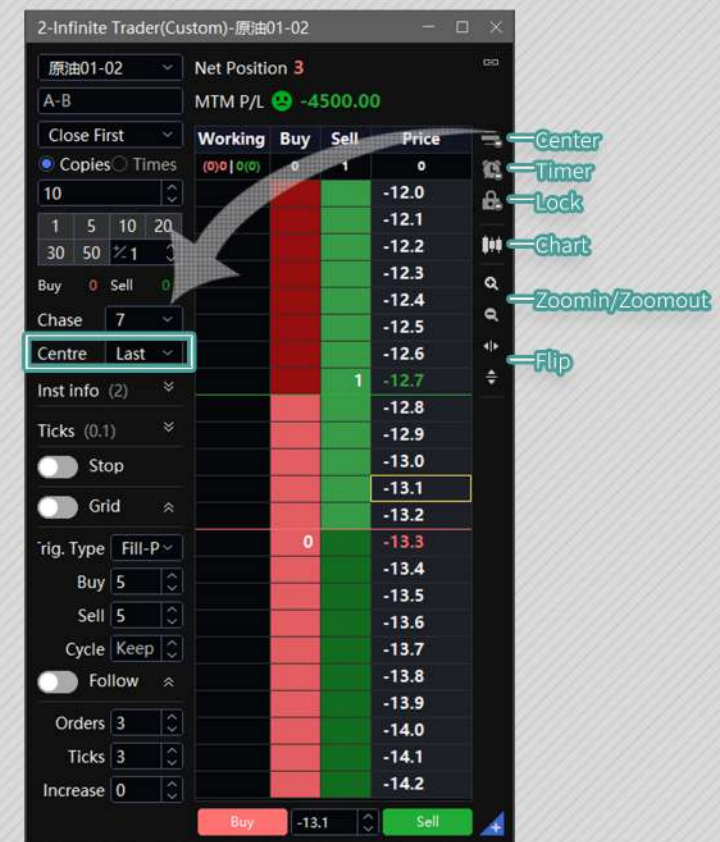 2-Infinite Trader(Custom)-原油01-02
原油01-02
Net Position 3
A-B
MTM P/L -4500.00
Close First
Working Buy Sell Price
Center
Copies Times
(0)0 | 0(0) 0 1 0
Timer
10
-12.0
Lock
1 5 10 20
-12.1
30 50 +/- 1
-12.2
Chart
Buy 0 Sell 0
-12.3
Chase 7
-12.4
Zoomin/Zoomout
-12.5
Centre Last
-12.6
Flip
Inst info (2)
1 -12.7
-12.8
Ticks (0.1)
-12.9
Stop
-13.0
-13.1
Grid
-13.2
rig. Type Fill-P
0 -13.3
-13.4
Buy 5
-13.5
Sell 5
-13.6
Cycle Keep
-13.7
Follow
-13.8
-13.9
Orders 3
-14.0
Ticks 3
-14.1
Increase 0
-14.2
Buy -13.1 Sell